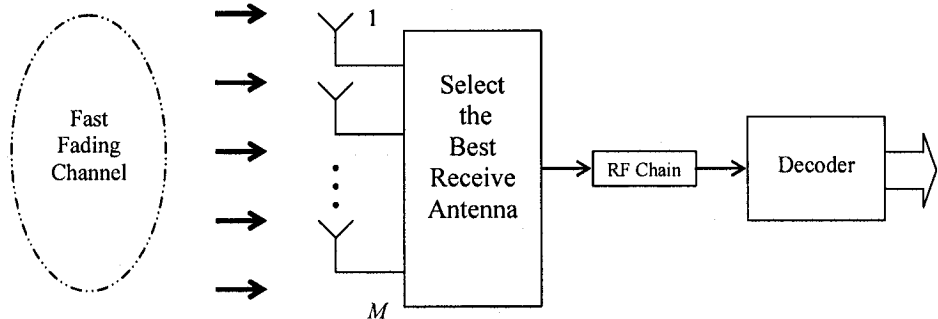 Fast
Fading
Channel
1
M
Select
the
Best
Receive
Antenna
RF Chain
Decoder